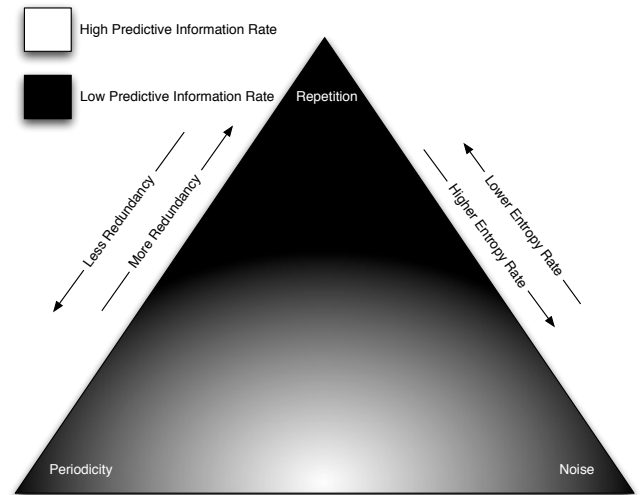 High Predictive Information Rate
Low Predictive Information Rate
Repetition
Less Redundancy
More Redundancy
Higher Entropy Rate
Lower Entropy Rate
Periodicity
Noise